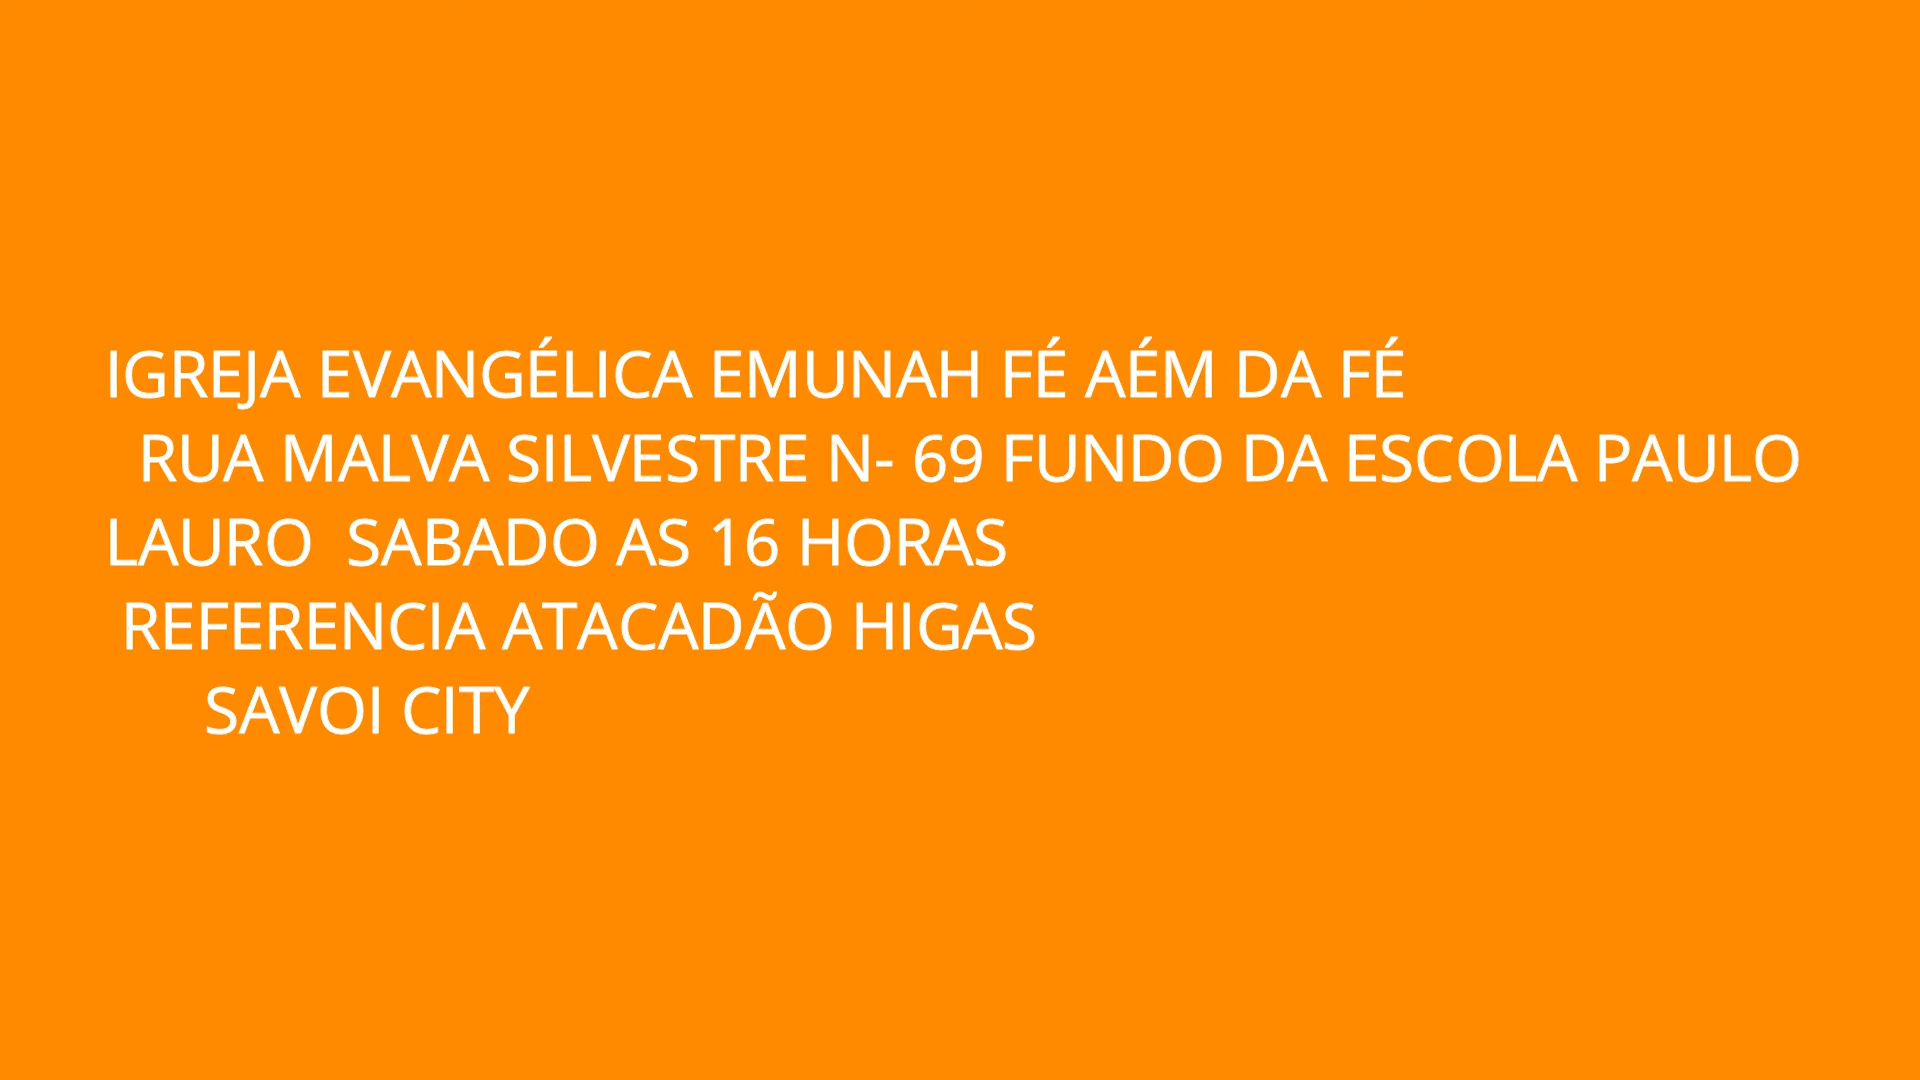 IGREJA EVANGÉLICA EMUNAH FÉ AÉM DA FÉ
RUA MALVA SILVESTRE N- 69 FUNDO DA ESCOLA PAULO
LAURO  SABADO AS 16 HORAS
REFERENCIA ATACADÃO HIGAS
SAVOI CITY